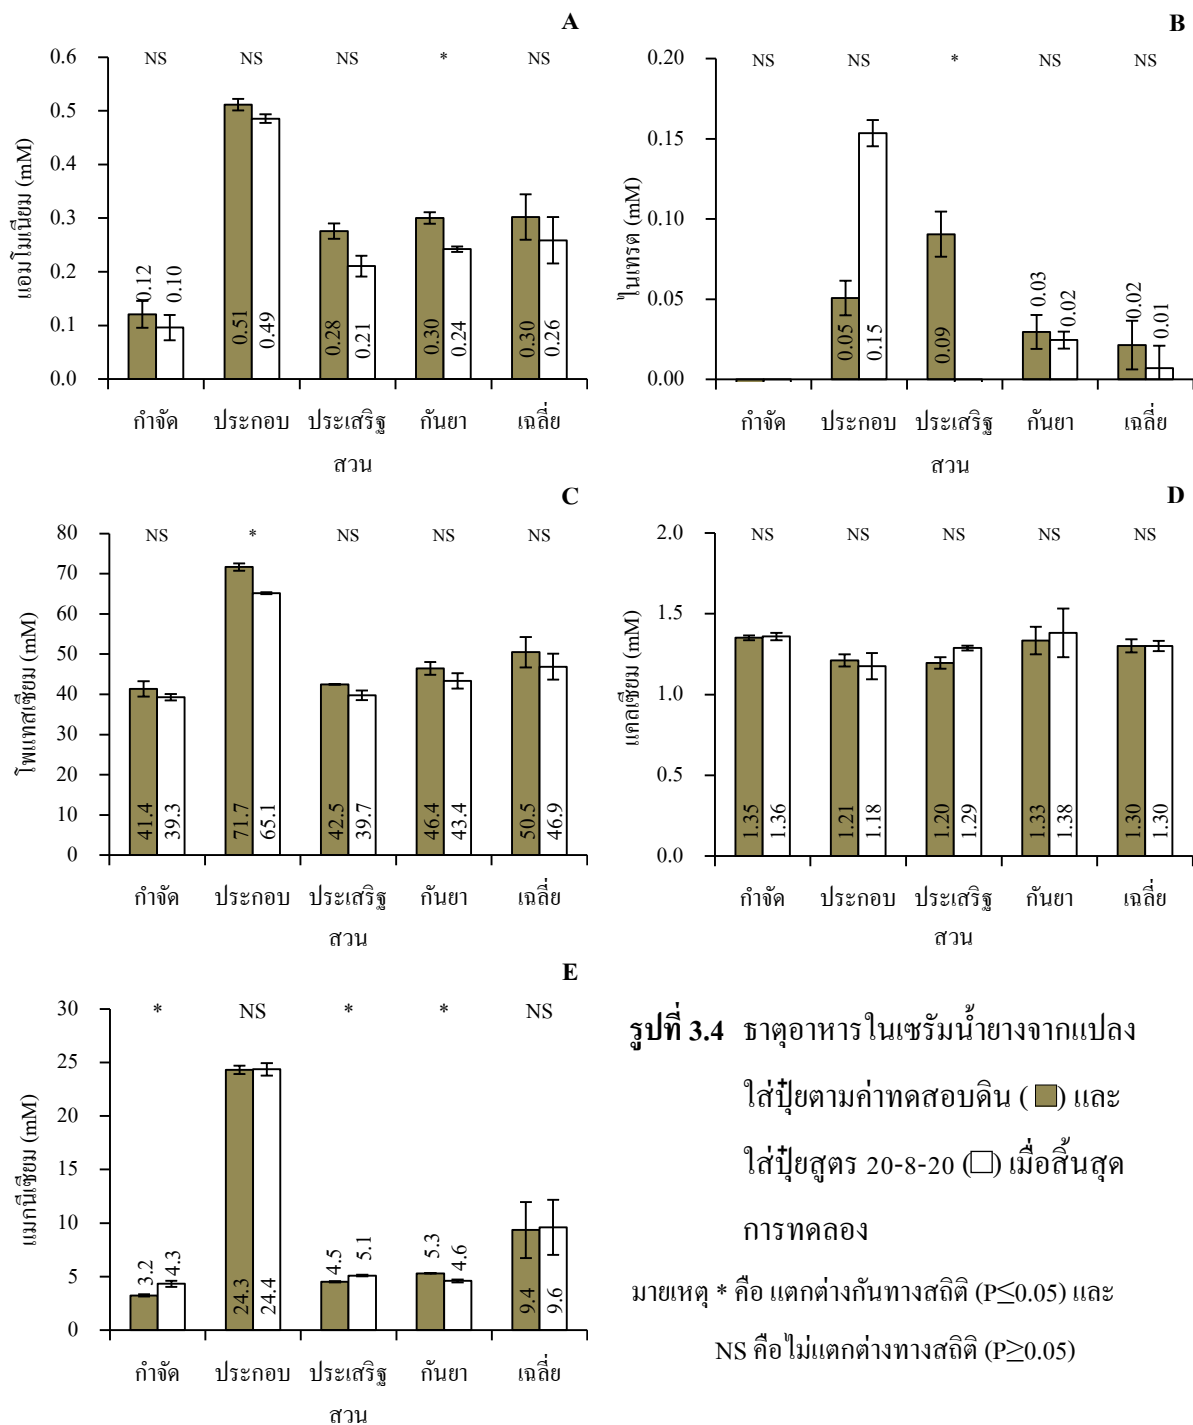 A
NS NS NS * NS
แอมโมเนียม (mM)
0.6
0.5
0.4
0.3
0.2
0.1
0.0
0.12 0.10 0.51 0.49 0.28 0.21 0.30 0.24 0.30 0.26
กำจัด ประกอบ ประเสริฐ กันยา เฉลี่ย
สวน
B
NS NS * NS NS
ไนเทรต (mM)
0.20
0.15
0.10
0.05
0.00
0.05 0.15 0.09 0.03 0.02 0.02 0.01
กำจัด ประกอบ ประเสริฐ กันยา เฉลี่ย
สวน
C
NS * NS NS NS
โพแทสเซียม (mM)
80
70
60
50
40
30
20
10
0
41.4 39.3 71.7 65.1 42.5 39.7 46.4 43.4 50.5 46.9
กำจัด ประกอบ ประเสริฐ กันยา เฉลี่ย
สวน
D
NS NS NS NS NS
แคลเซียม (mM)
2.0
1.5
1.0
0.5
0.0
1.35 1.36 1.21 1.18 1.20 1.29 1.33 1.38 1.30 1.30
กำจัด ประกอบ ประเสริฐ กันยา เฉลี่ย
สวน
E
* NS * * NS
แมกนีเซียม (mM)
30
25
20
15
10
5
0
3.2 4.3 24.3 24.4 4.5 5.1 5.3 4.6 9.4 9.6
กำจัด ประกอบ ประเสริฐ กันยา เฉลี่ย
สวน
รูปที่ 3.4 ธาตุอาหารในเซรัมน้ำยางจากแปลง
ใส่ปุ๋ยตามค่าทดสอบดิน (■) และ
ใส่ปุ๋ยสูตร 20-8-20 (□) เมื่อสิ้นสุด
การทดลอง
มายเหตุ * คือ แตกต่างกันทางสถิติ (P≤0.05) และ
NS คือไม่แตกต่างทางสถิติ (P≥0.05)